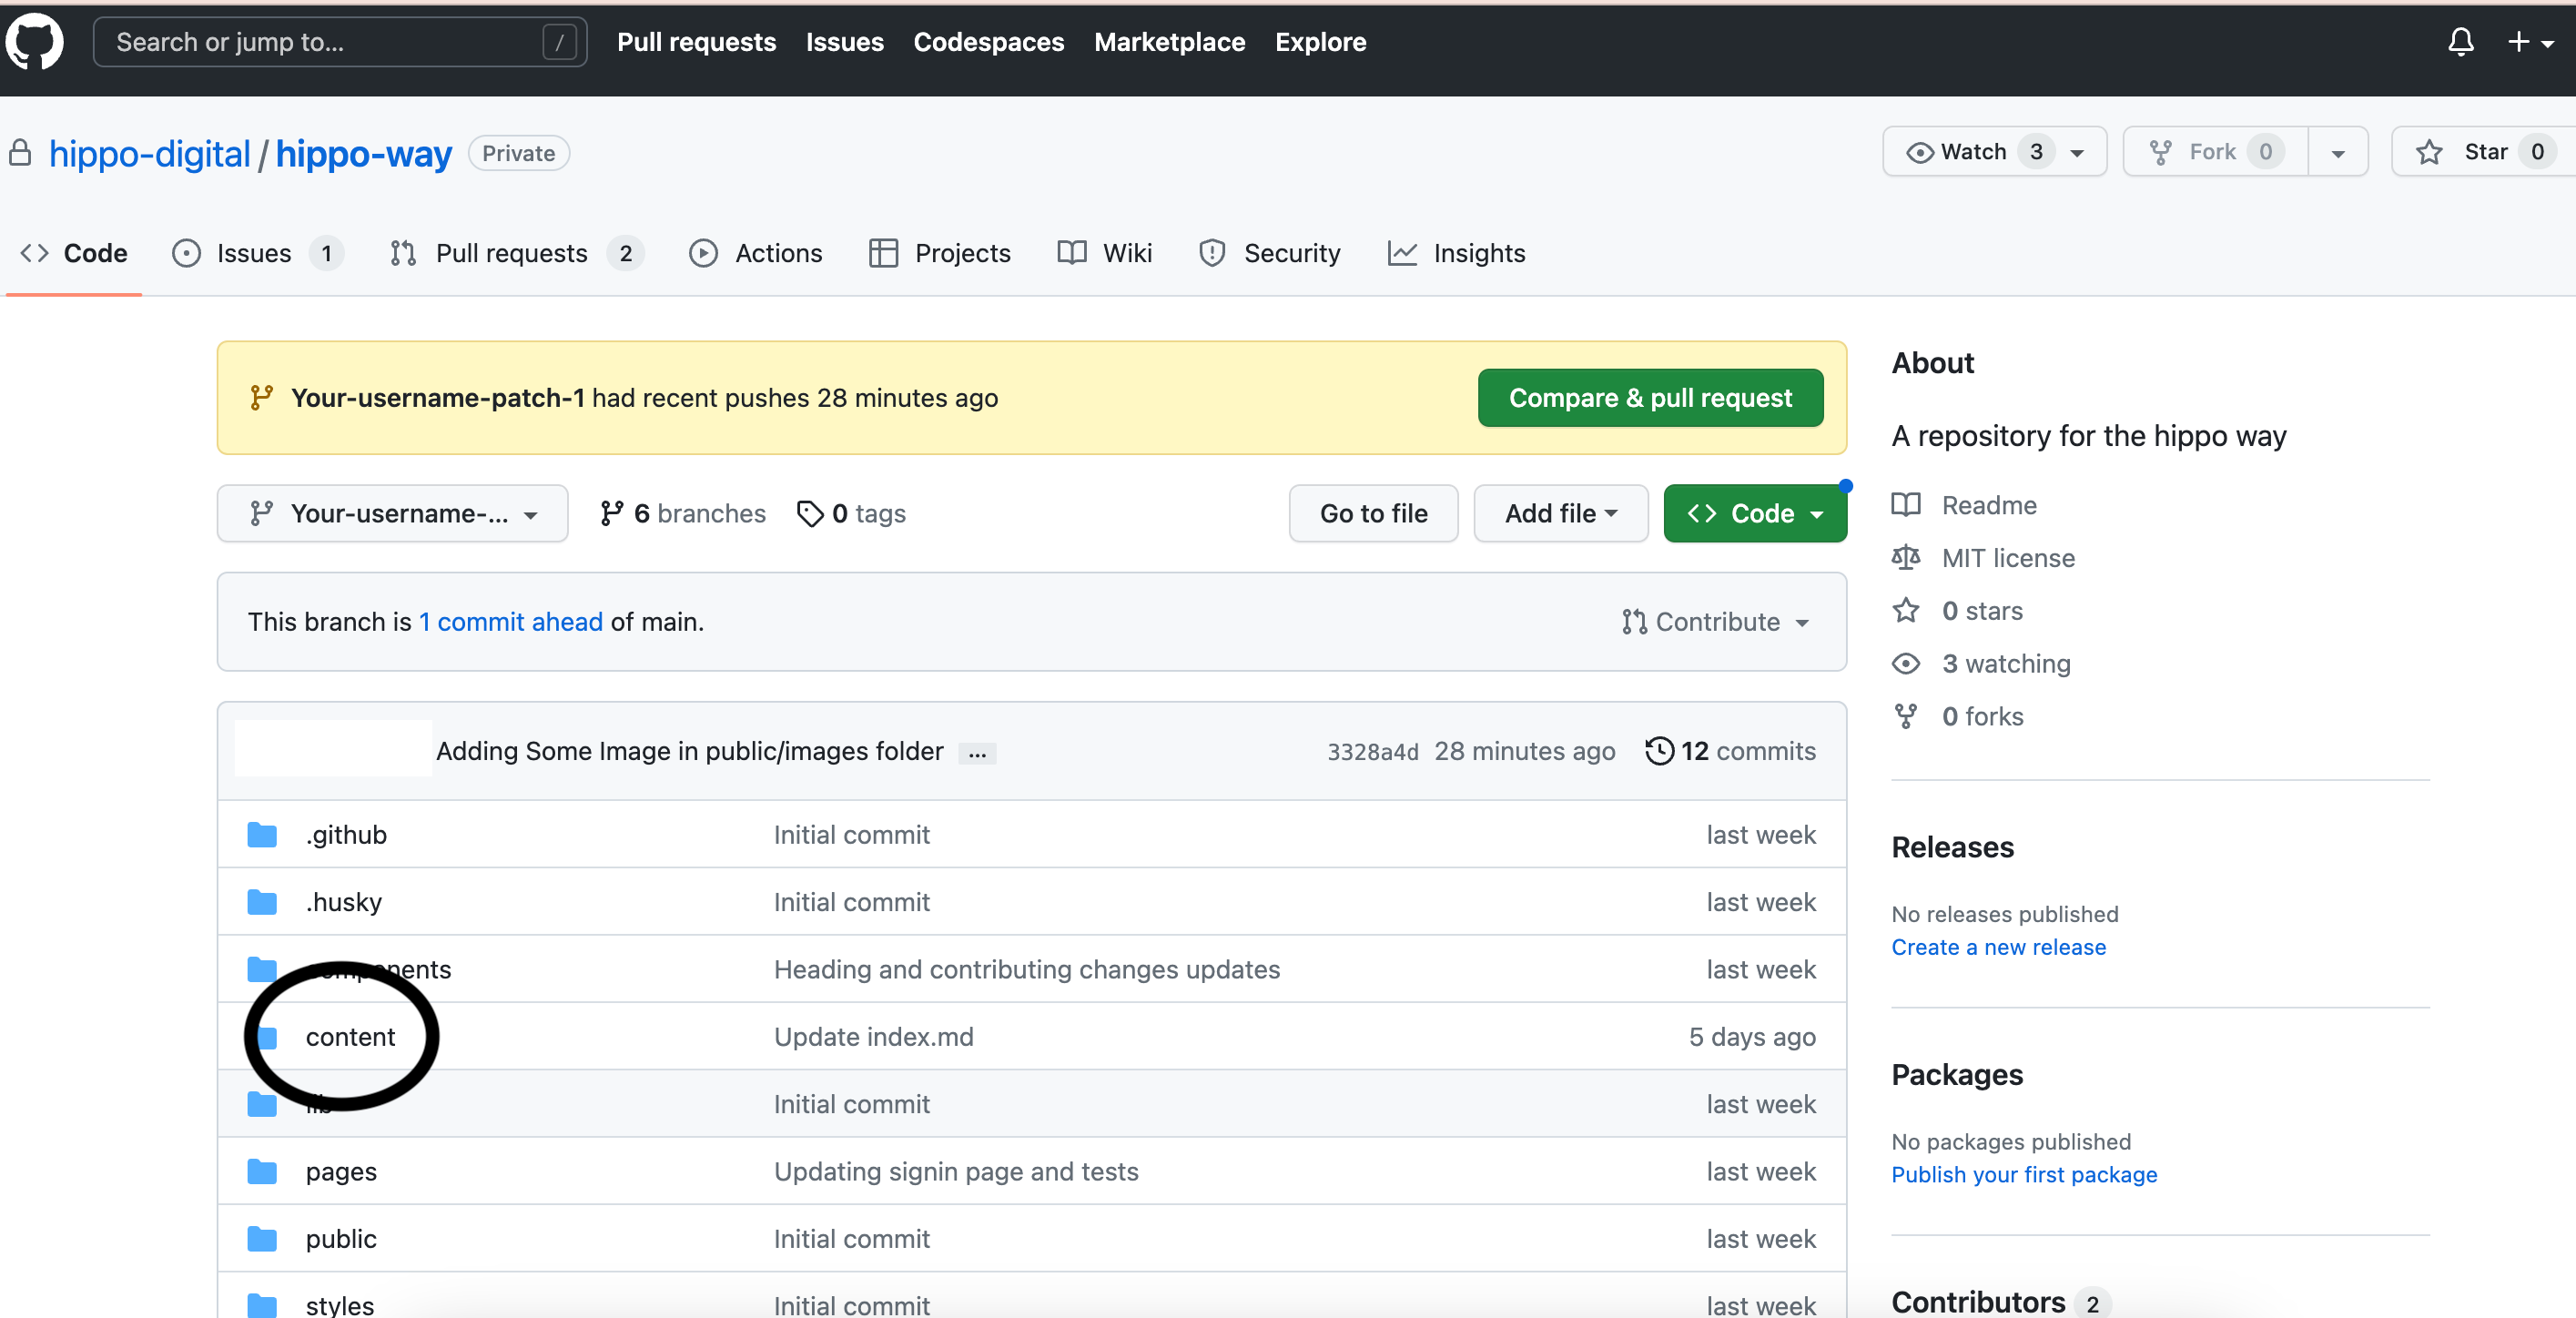 Search or jump to... / Pull requests Issues Codespaces Marketplace Explore
hippo-digital / hippo-way Private Watch 3 Fork 0 Star 0
Code Issues 1 Pull requests 2 Actions Projects Wiki Security Insights
Your-username-patch-1 had recent pushes 28 minutes ago Compare & pull request
Your-username-... 6 branches 0 tags Go to file Add file Code
This branch is 1 commit ahead of main. Contribute
Adding Some Image in public/images folder ... 3328a4d 28 minutes ago 12 commits
.github Initial commit last week
.husky Initial commit last week
components Heading and contributing changes updates last week
content Update index.md 5 days ago
lib Initial commit last week
pages Updating signin page and tests last week
public Initial commit last week
styles Initial commit last week
About
A repository for the hippo way
Readme
MIT license
0 stars
3 watching
0 forks
Releases
No releases published
Create a new release
Packages
No packages published
Publish your first package
Contributors 2